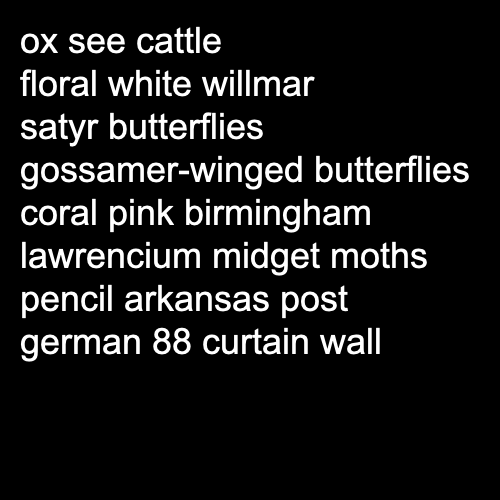 ox see cattle
floral white willmar
satyr butterflies
gossamer-winged butterflies
coral pink birmingham
lawrencium midget moths
pencil arkansas post
german 88 curtain wall